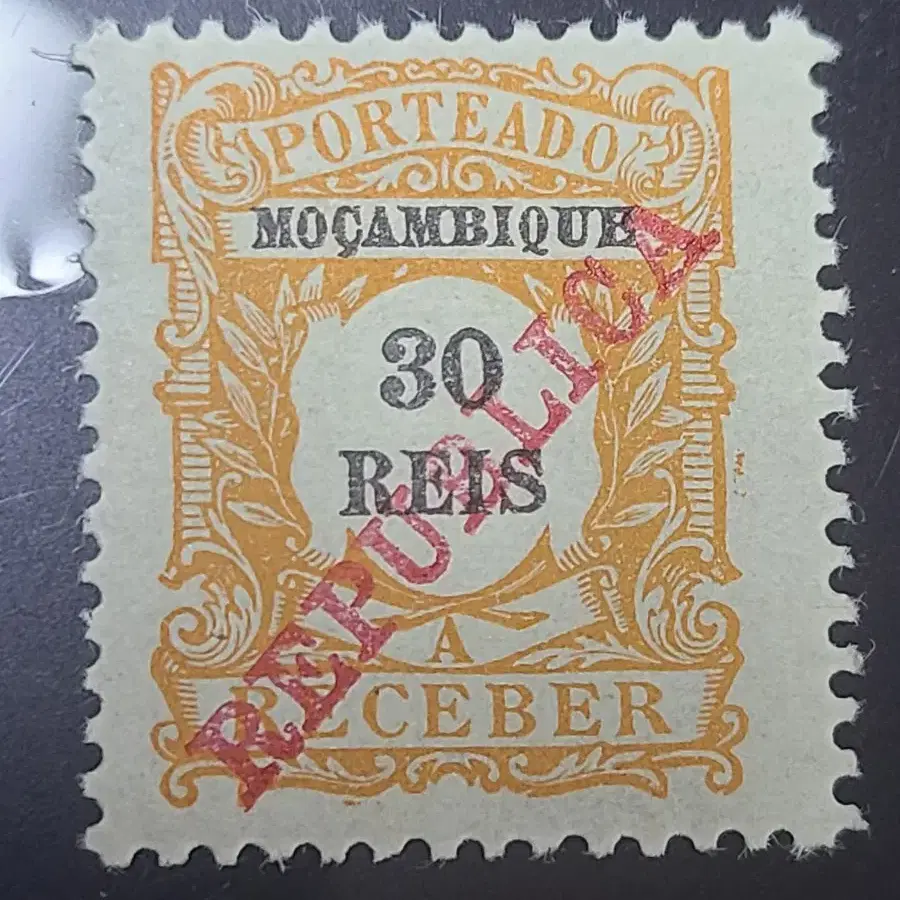 PORTEADO
MOÇAMBIQUE
30
REIS
REPUBLICA
A
RECEBER